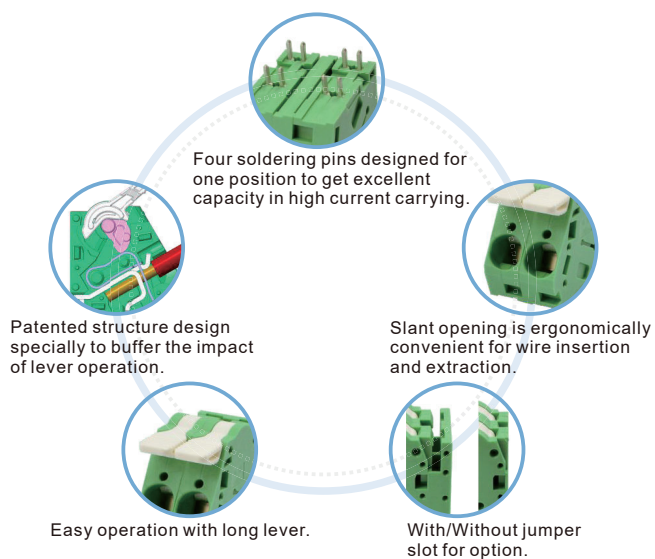 Four soldering pins designed for
one position to get excellent
capacity in high current carrying.
Patented structure design
specially to buffer the impact
of lever operation.
Slant opening is ergonomically
convenient for wire insertion
and extraction.
Easy operation with long lever.
With/Without jumper
slot for option.